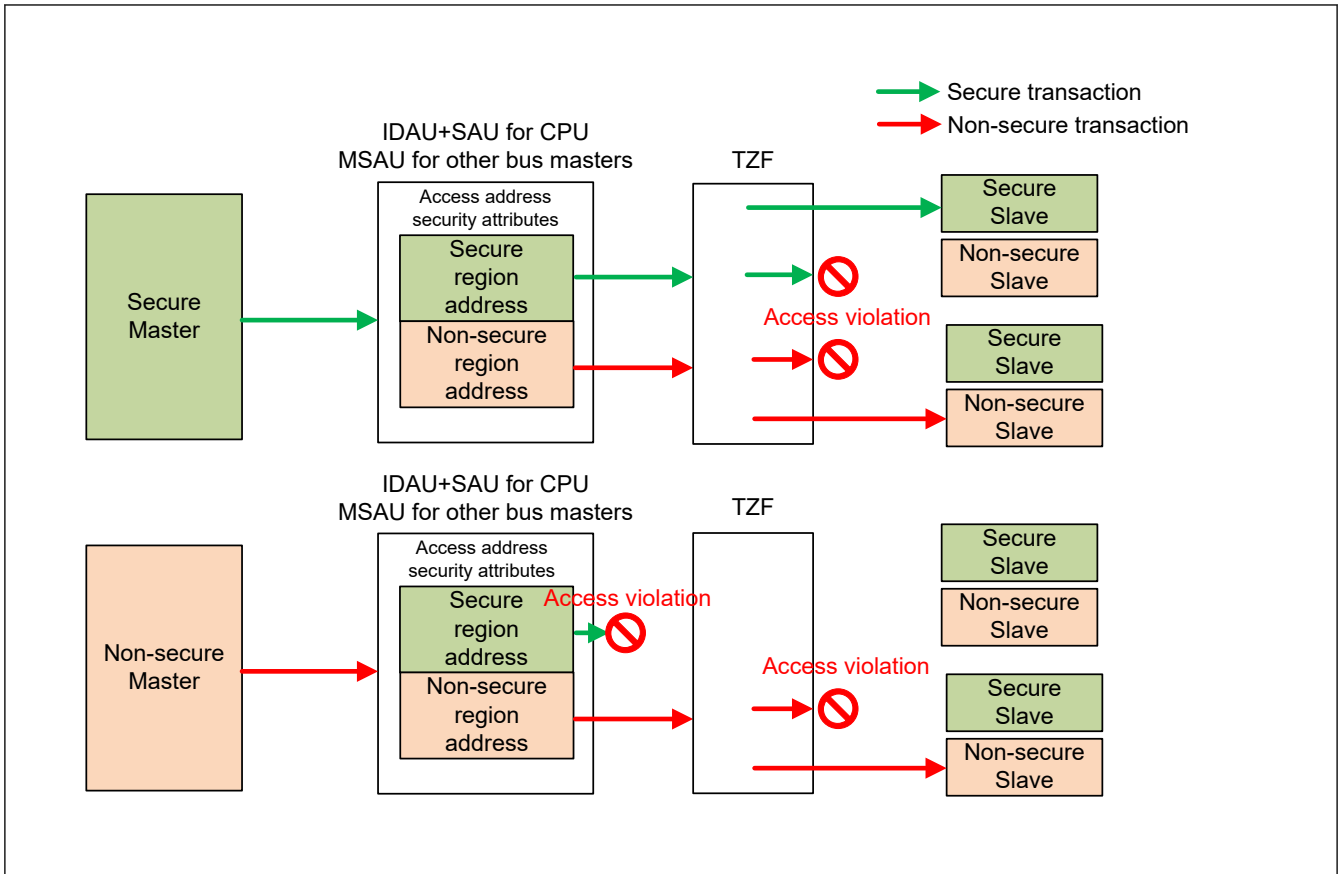 Secure transaction
Non-secure transaction
IDAU+SAU for CPU
MSAU for other bus masters
TZF
Access address
security attributes
Secure
Master
Secure
region
address
Non-secure
region
address
Access violation
Secure
Slave
Non-secure
Slave
Secure
Slave
Non-secure
Slave
IDAU+SAU for CPU
MSAU for other bus masters
TZF
Access address
security attributes
Non-secure
Master
Secure
region
address
Access violation
Non-secure
region
address
Access violation
Secure
Slave
Non-secure
Slave
Secure
Slave
Non-secure
Slave